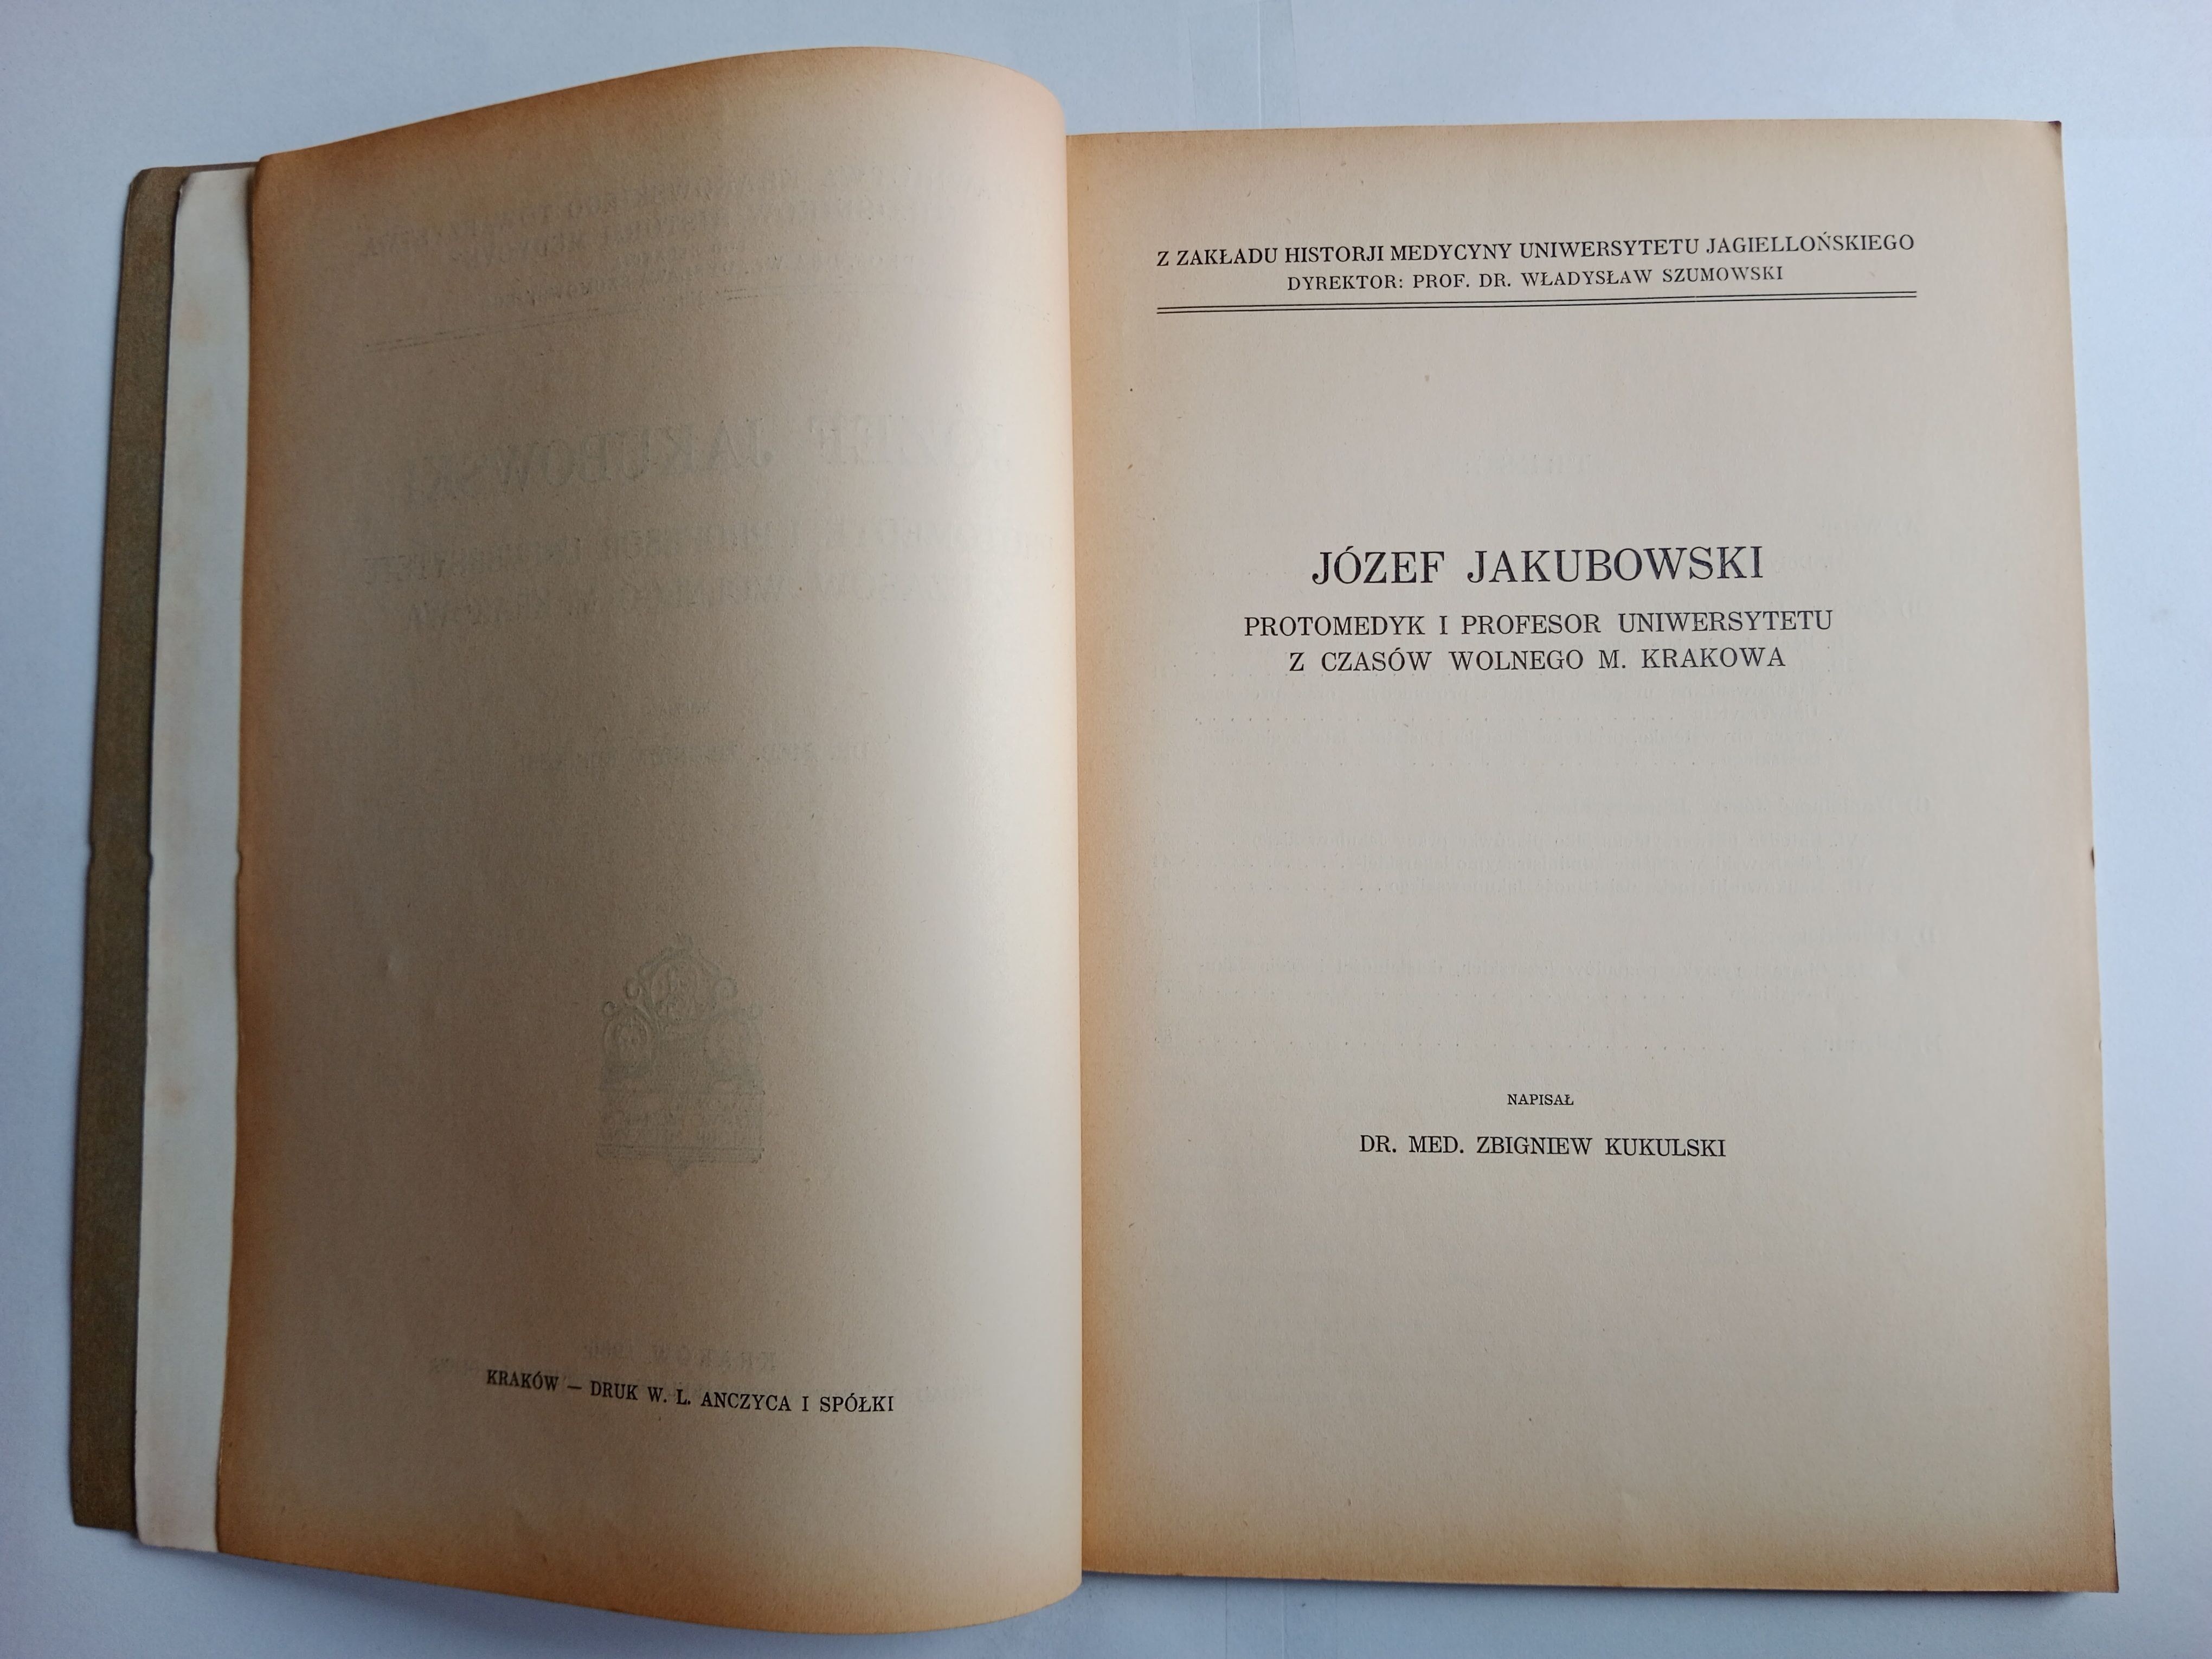 KRAKÓW — DRUK W. L. ANCZYCA I SPÓŁKI
Z ZAKŁADU HISTORJI MEDYCYNY UNIWERSYTETU JAGIELLOŃSKIEGO
DYREKTOR: PROF. DR. WŁADYSŁAW SZUMOWSKI
JÓZEF JAKUBOWSKI
PROTOMEDYK I PROFESOR UNIWERSYTETU
Z CZASÓW WOLNEGO M. KRAKOWA
NAPISAŁ
DR. MED. ZBIGNIEW KUKULSKI